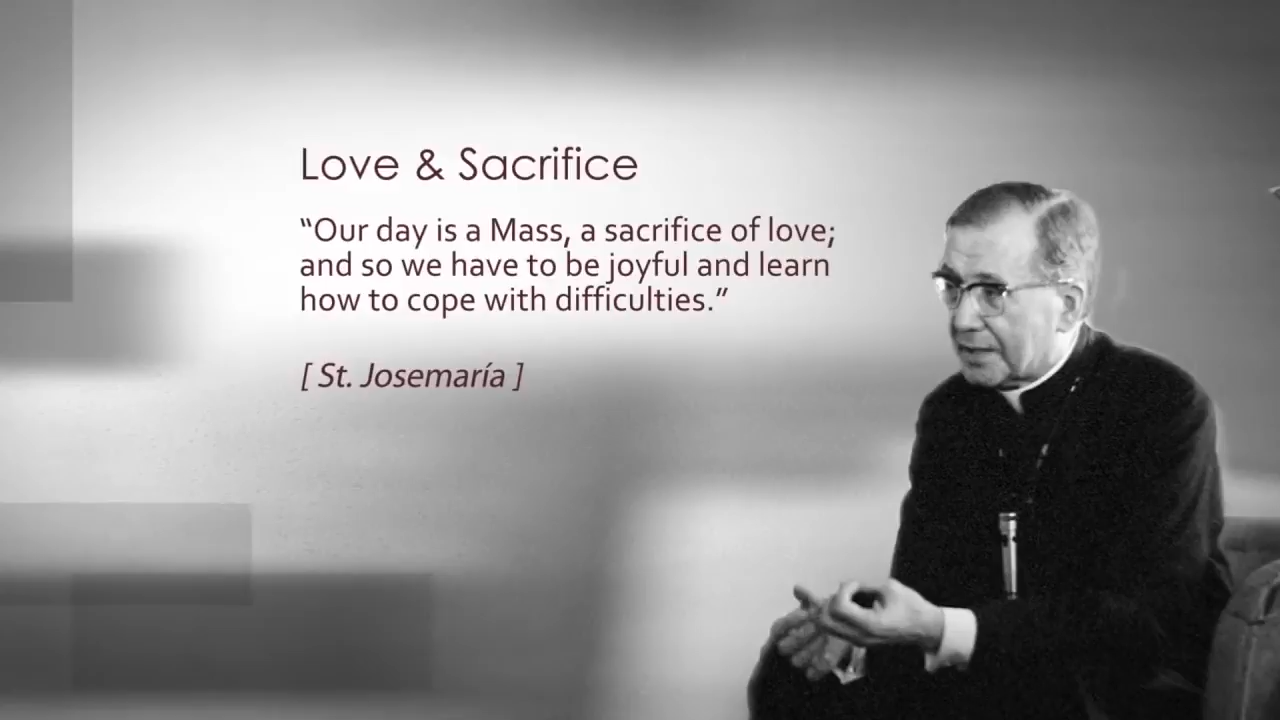 Love & Sacrifice
“Our day is a Mass, a sacrifice of love;
and so we have to be joyful and learn
how to cope with difficulties.”
[ St. Josemaría ]